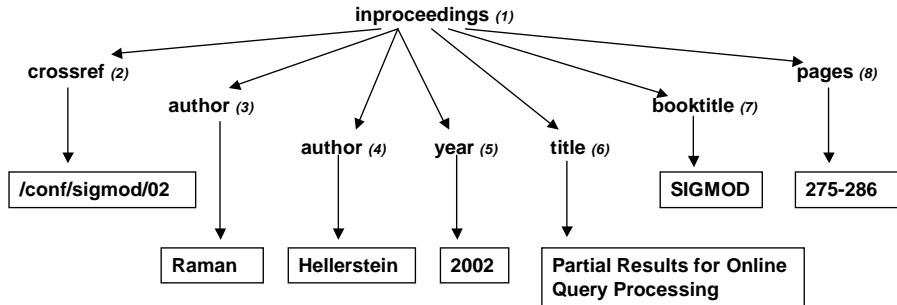 inproceedings (1)
crossref (2)
pages (8)
author (3)
booktitle (7)
author (4)
year (5)
title (6)
/conf/sigmod/02
SIGMOD
275-286
Raman
Hellerstein
2002
Partial Results for Online
Query Processing